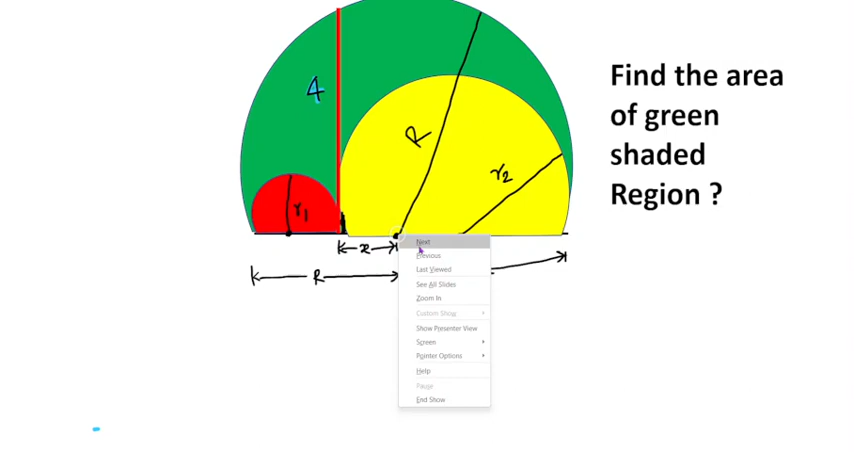 4
Find the area
of green
shaded
Region ?
R
r2
r1
x
R
Next
Previous
Last Viewed
See All Slides
Zoom In
Custom Show
Show Presenter View
Screen
Pointer Options
Help
Pause
End Show